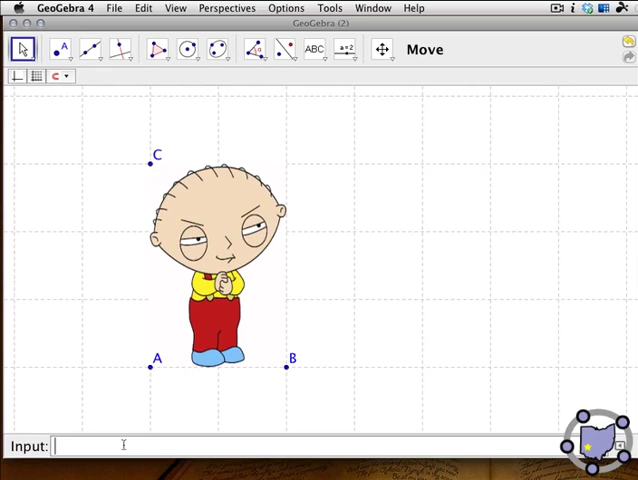 GeoGebra 4 File Edit View Perspectives Options Tools Window Help
GeoGebra (2)
A ABC a=2 Move
C
A B
Input: